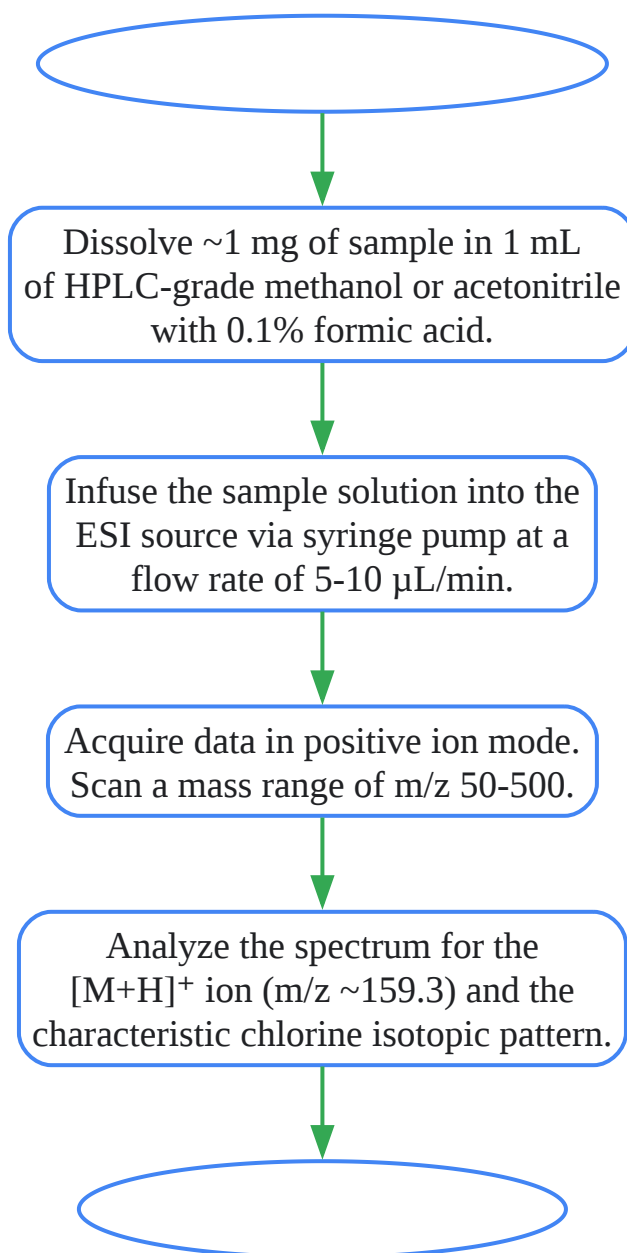 Dissolve ~1 mg of sample in 1 mL
of HPLC-grade methanol or acetonitrile
with 0.1% formic acid.
Infuse the sample solution into the
ESI source via syringe pump at a
flow rate of 5-10 µL/min.
Acquire data in positive ion mode.
Scan a mass range of m/z 50-500.
Analyze the spectrum for the
[M+H]⁺ ion (m/z ~159.3) and the
characteristic chlorine isotopic pattern.